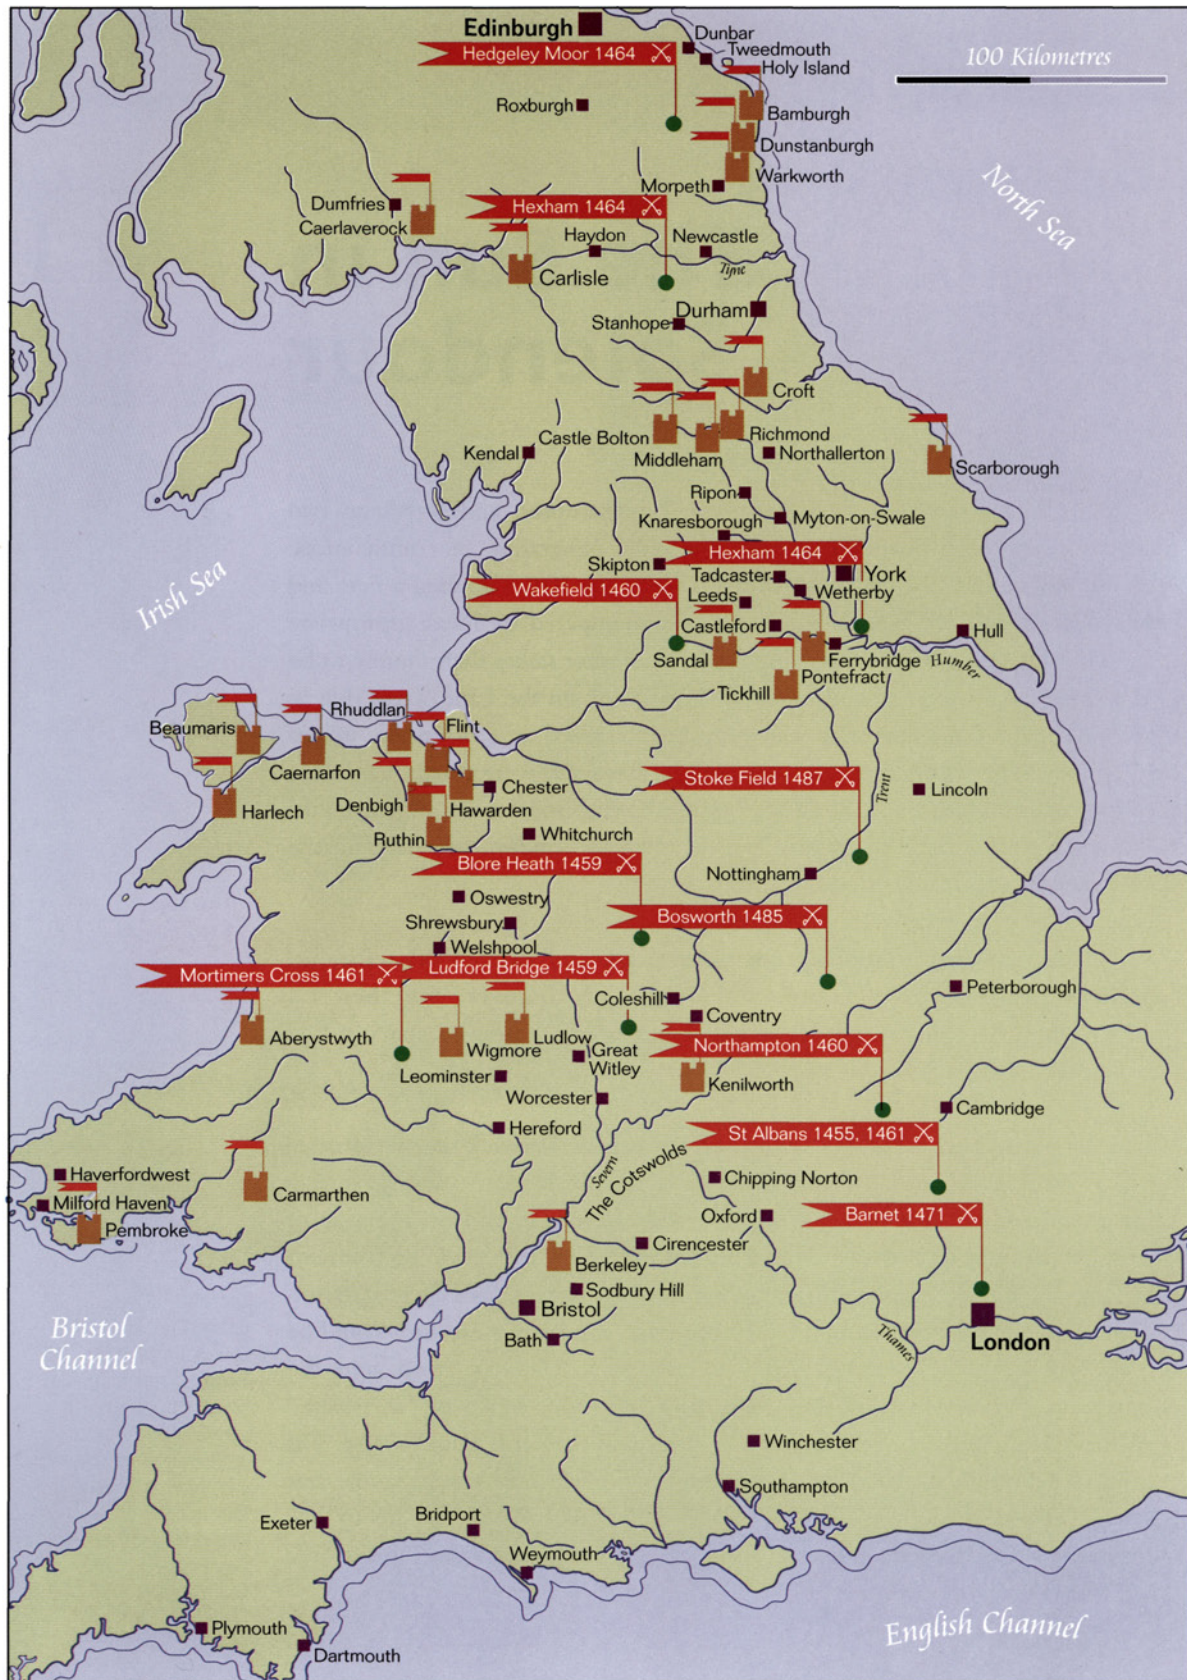 Edinburgh
Dunbar
Hedgeley Moor 1464
Tweedmouth
100 Kilometres
Holy Island
Roxburgh
Bamburgh
Dunstanburgh
Warkworth
North Sea
Morpeth
Dumfries
Hexham 1464
Caerlaverock
Haydon
Newcastle
Carlisle
Tyne
Durham
Stanhope
Croft
Castle Bolton
Richmond
Kendal
Middleham
Northallerton
Scarborough
Ripon
Myton-on-Swale
Knaresborough
Hexham 1464
Skipton
Tadcaster
York
Irish Sea
Wakefield 1460
Leeds
Wetherby
Castleford
Hull
Sandal
Ferrybridge
Humber
Pontefract
Tickhill
Rhuddlan
Flint
Beaumaris
Caernarfon
Stoke Field 1487
Trent
Chester
Lincoln
Denbigh
Hawarden
Harlech
Ruthin
Whitchurch
Blore Heath 1459
Nottingham
Oswestry
Shrewsbury
Bosworth 1485
Welshpool
Mortimers Cross 1461
Ludford Bridge 1459
Coleshill
Peterborough
Coventry
Aberystwyth
Ludlow
Wigmore
Great
Witley
Northampton 1460
Leominster
Kenilworth
Worcester
Cambridge
Hereford
St Albans 1455, 1461
Severn
The Cotswolds
Haverfordwest
Chipping Norton
Carmarthen
Milford Haven
Pembroke
Oxford
Barnet 1471
Cirencester
Berkeley
Sodbury Hill
Bristol
Bristol
Channel
Bath
Thames
London
Winchester
Southampton
Exeter
Bridport
Weymouth
Plymouth
English Channel
Dartmouth